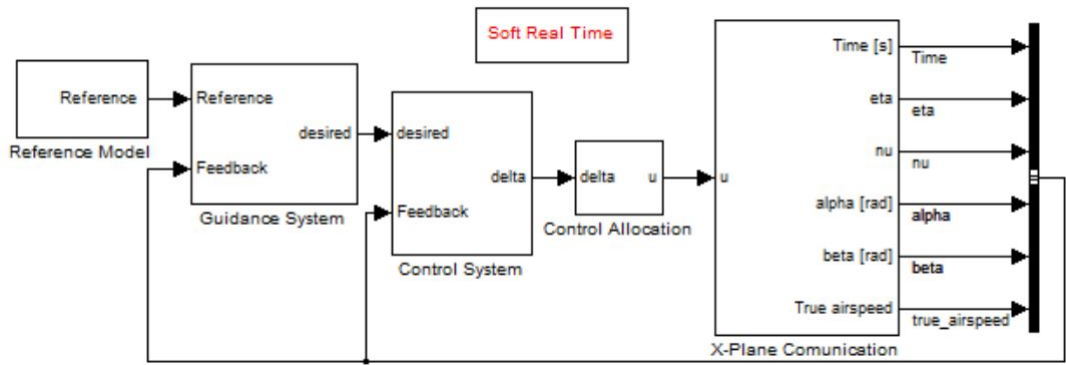 Soft Real Time
Reference
Reference Model
Reference
desired
Feedback
Guidance System
desired
delta
Feedback
Control System
delta u
Control Allocation
u
Time [s]
eta
nu
alpha [rad]
beta [rad]
True airspeed
X-Plane Comunication
Time
eta
nu
alpha
beta
true_airspeed